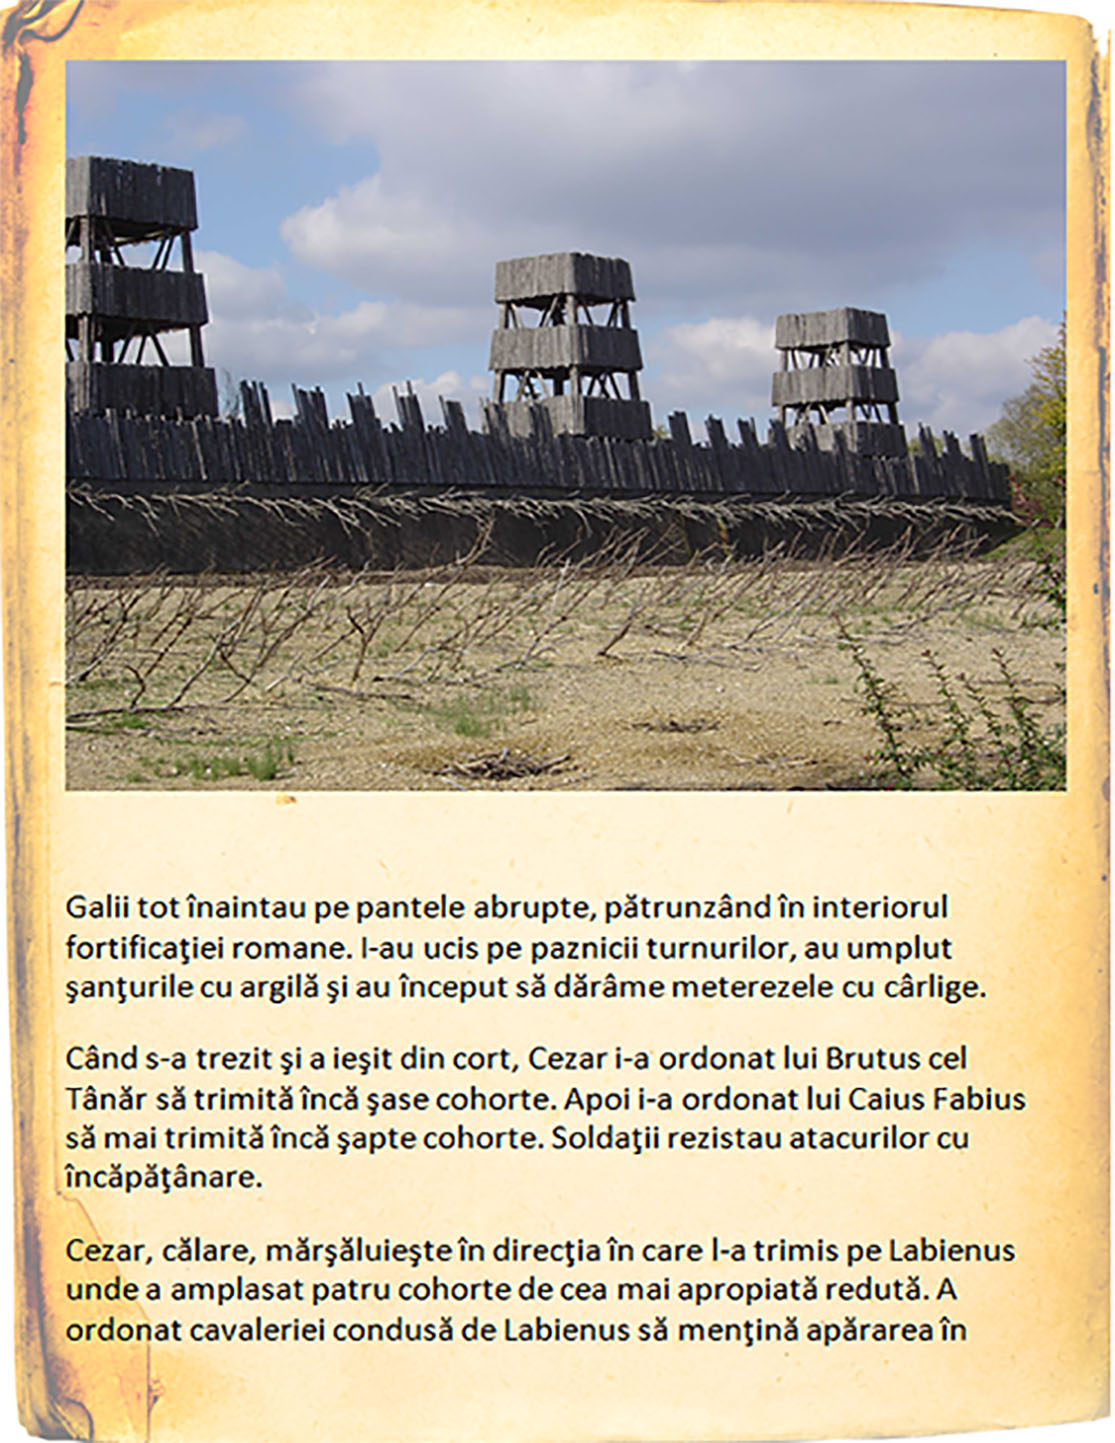 Galii tot înaintau pe pantele abrupte, pătrunzând în interiorul
fortificaţiei romane. I-au ucis pe paznicii turnurilor, au umplut
şanţurile cu argilă şi au început să dărâme meterezele cu cârlige.
Când s-a trezit şi a ieşit din cort, Cezar i-a ordonat lui Brutus cel
Tânăr să trimită încă şase cohorte. Apoi i-a ordonat lui Caius Fabius
să mai trimită încă şapte cohorte. Soldaţii rezistau atacurilor cu
încăpăţânare.
Cezar, călare, mărşăluieşte în direcţia în care l-a trimis pe Labienus
unde a amplasat patru cohorte de cea mai apropiată redută. A
ordonat cavaleriei condusă de Labienus să menţină apărarea în